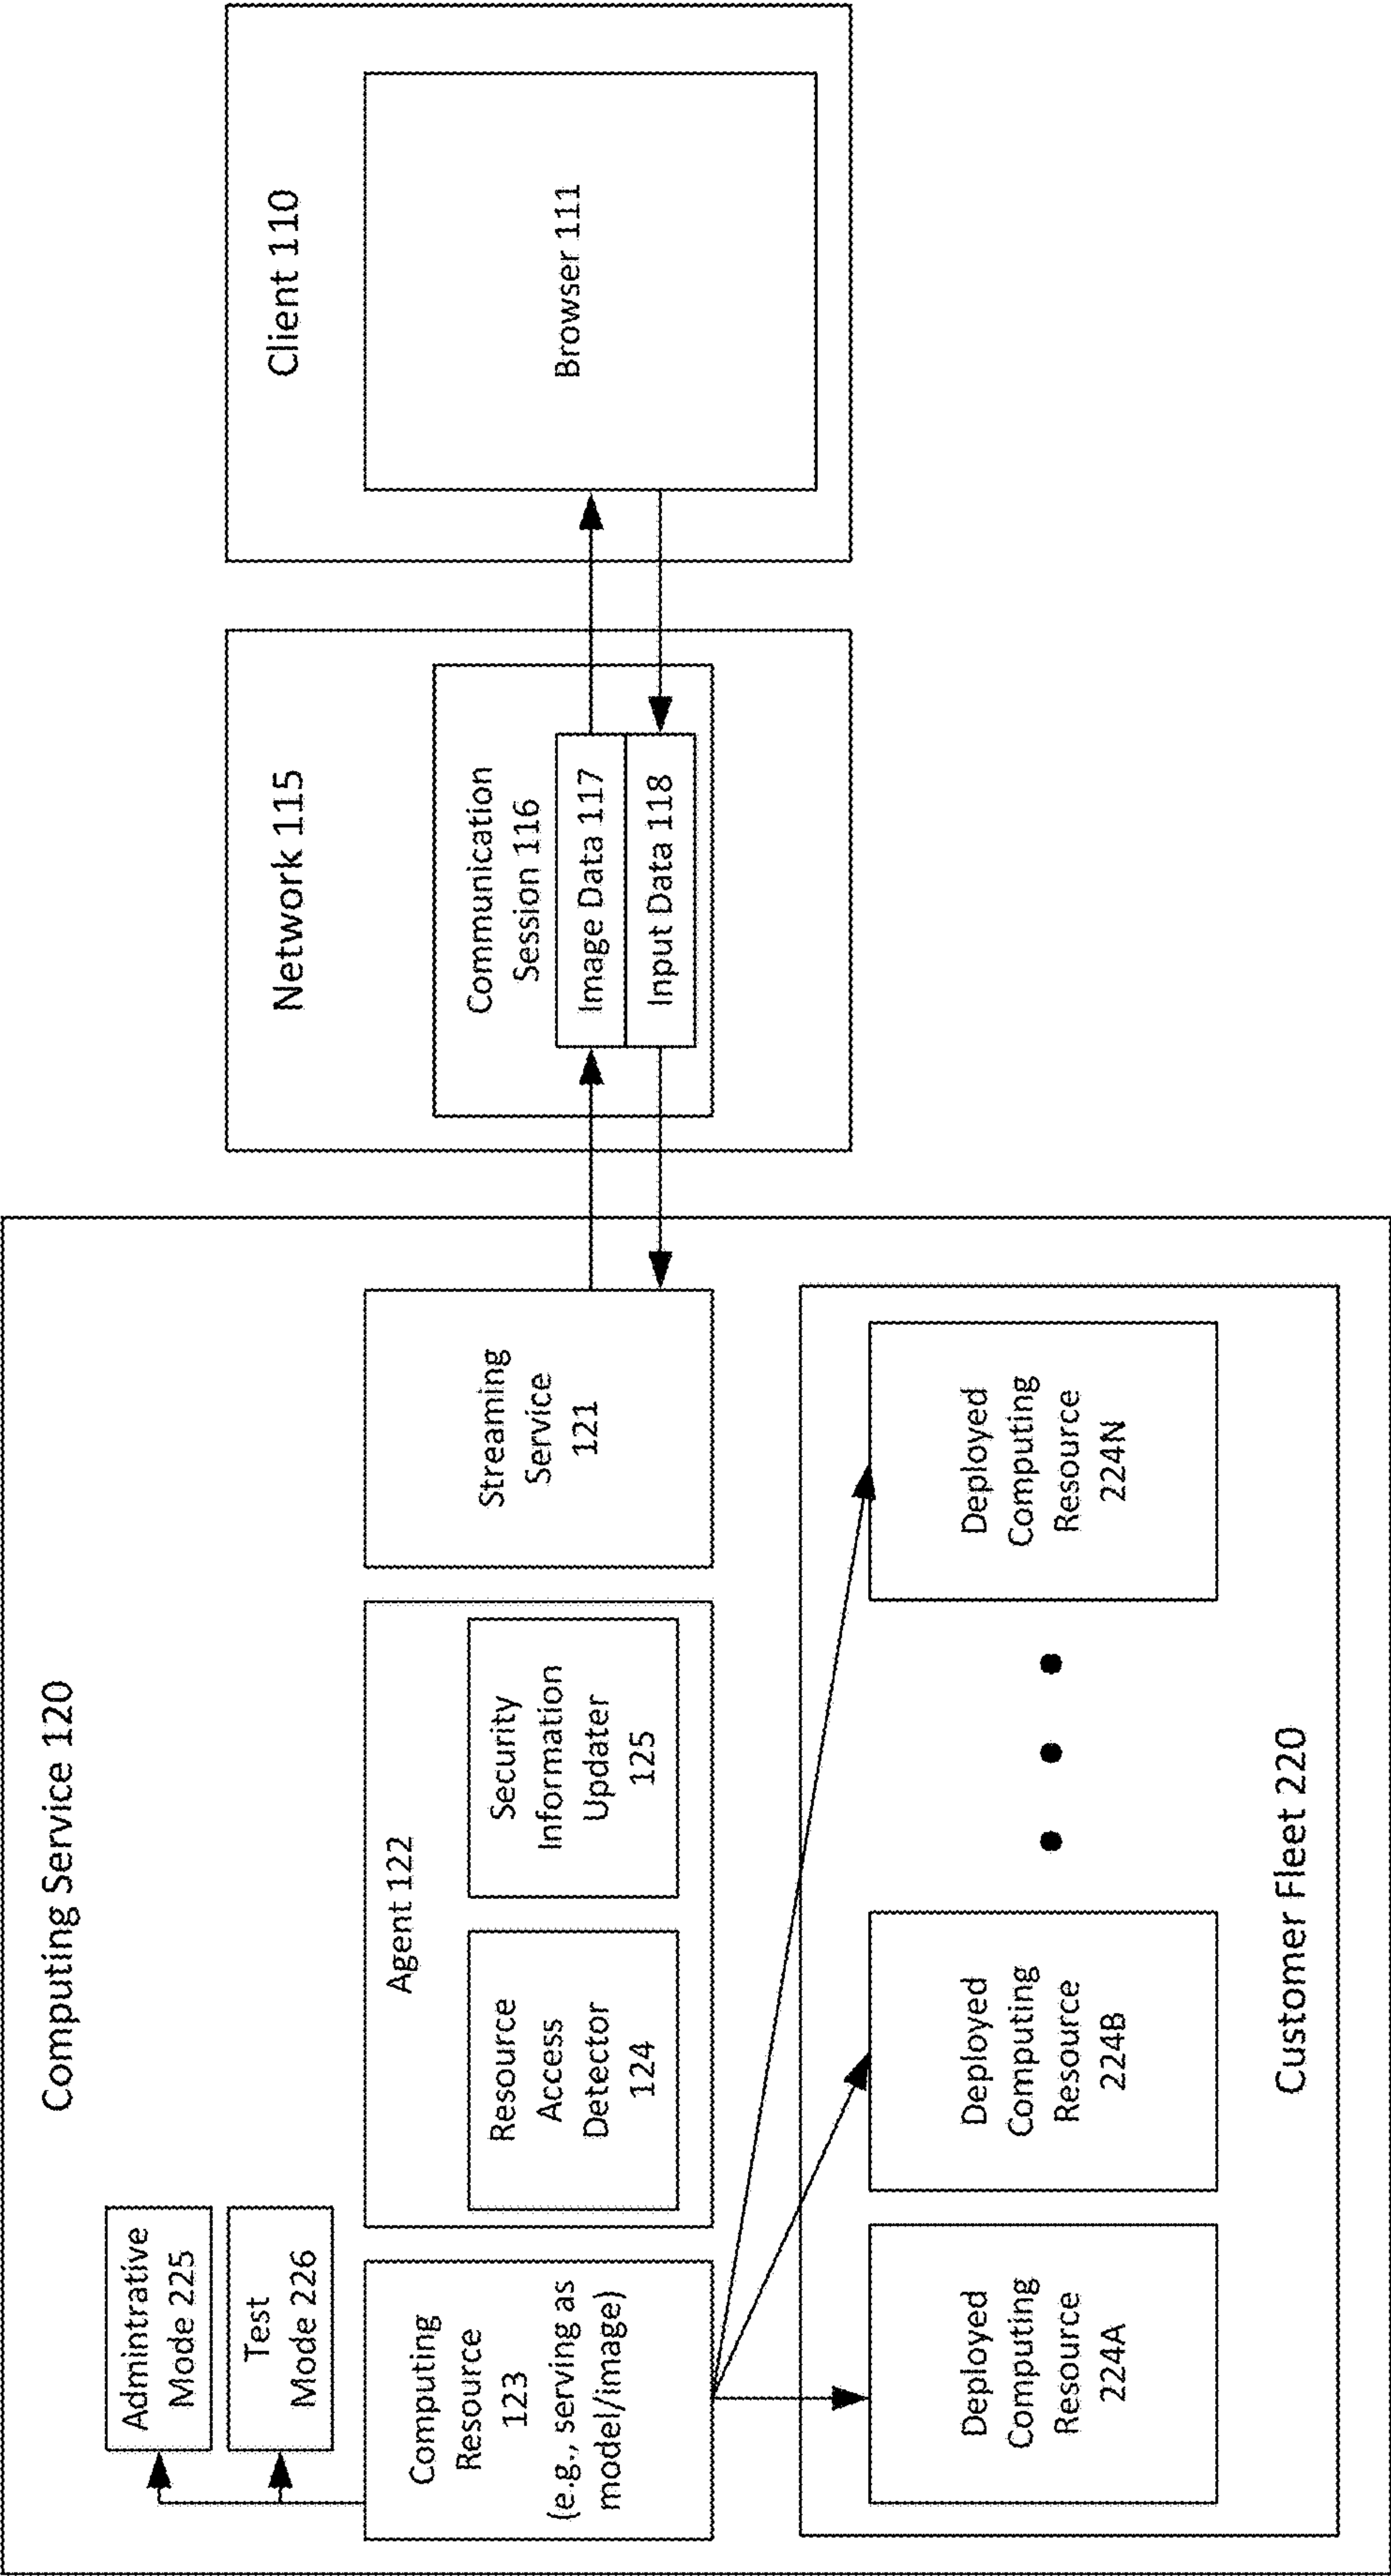 Computing Service 120
Admintrative
Mode 225
Test
Mode 226
Computing
Resource
123
(e.g., serving as
model/image)
Agent 122
Resource
Access
Detector
124
Security
Information
Updater
125
Streaming
Service
121
Deployed
Computing
Resource
224A
Deployed
Computing
Resource
224B
Deployed
Computing
Resource
224N
Customer Fleet 220
Network 115
Communication
Session 116
Image Data 117
Input Data 118
Client 110
Browser 111